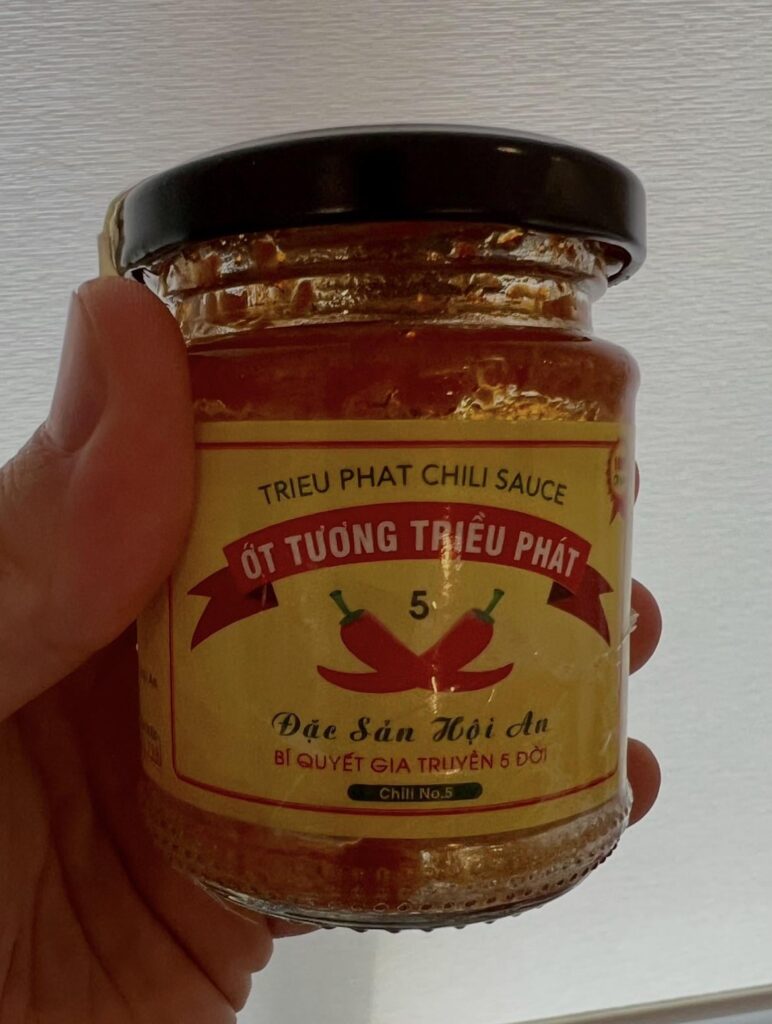 TRIEU PHAT CHILI SAUCE
ỚT TƯƠNG TRIỀU PHÁT
5
Đặc Sản Hội An
BÍ QUYẾT GIA TRUYỀN 5 ĐỜI
Chili No.5